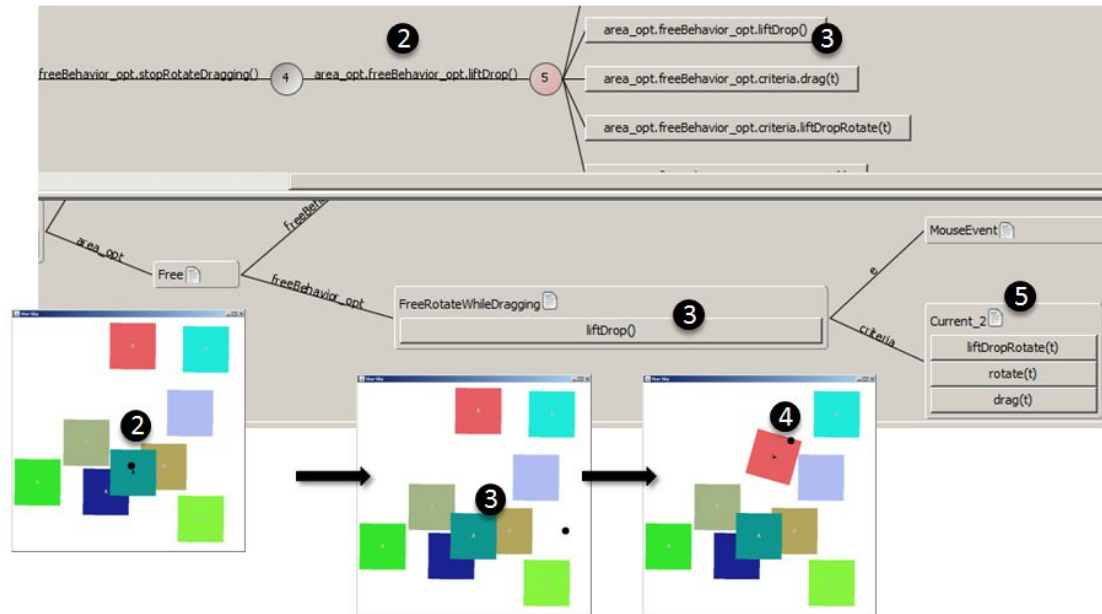 2
area_opt.freeBehavior_opt.liftDrop()
3
freeBehavior_opt.stopRotateDragging()
4
area_opt.freeBehavior_opt.liftDrop()
5
area_opt.freeBehavior_opt.criteria.drag(t)
area_opt.freeBehavior_opt.criteria.liftDropRotate(t)
area_opt
Free
freeBeha
freeBehavior_opt
FreeRotateWhileDragging
liftDrop()
3
e
MouseEvent
criteria
5
Current_2
liftDropRotate(t)
rotate(t)
drag(t)
2
3
4